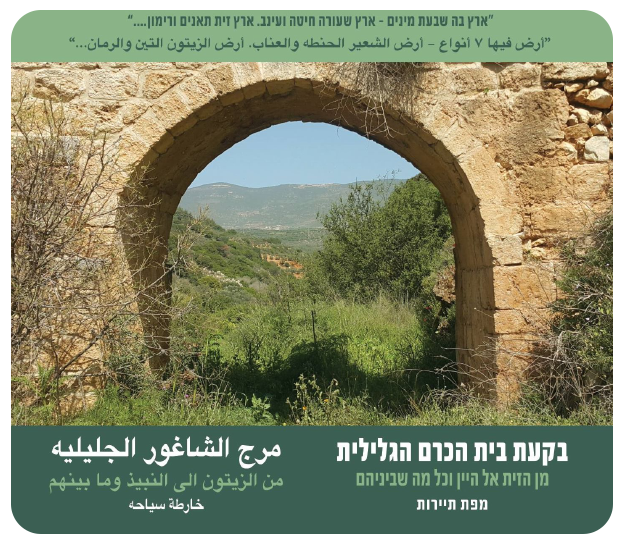 "ארץ בה שבעת מינים - ארץ שעורה חיטה ועינב. ארץ זית תאנים ורימון...."
"أرض فيها ٧ أنواع – أرض الشعير الحنطه والعناب. أرض الزيتون التين والرمان..."
בקעת בית הכרם הגלילית
מן הזית אל היין וכל מה שביניהם
מפת תיירות
مرج الشاغور الجليليه
من الزيتون الى النبيذ وما بينهم
خارطة سياحه